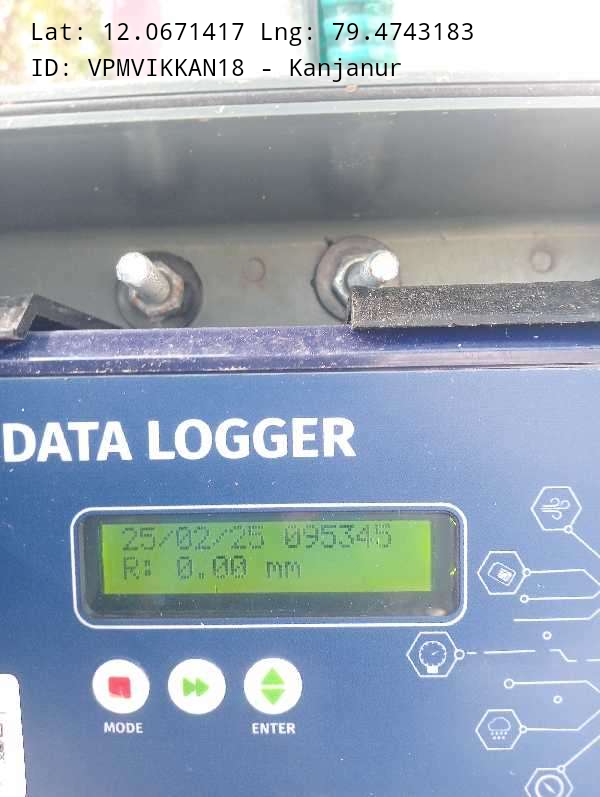 Lat: 12.0671417 Lng: 79.4743183
ID: VPMVIKKAN18 - Kanjanur
DATA LOGGER
25/02/25 095345
R: 0.00 mm
MODE
ENTER